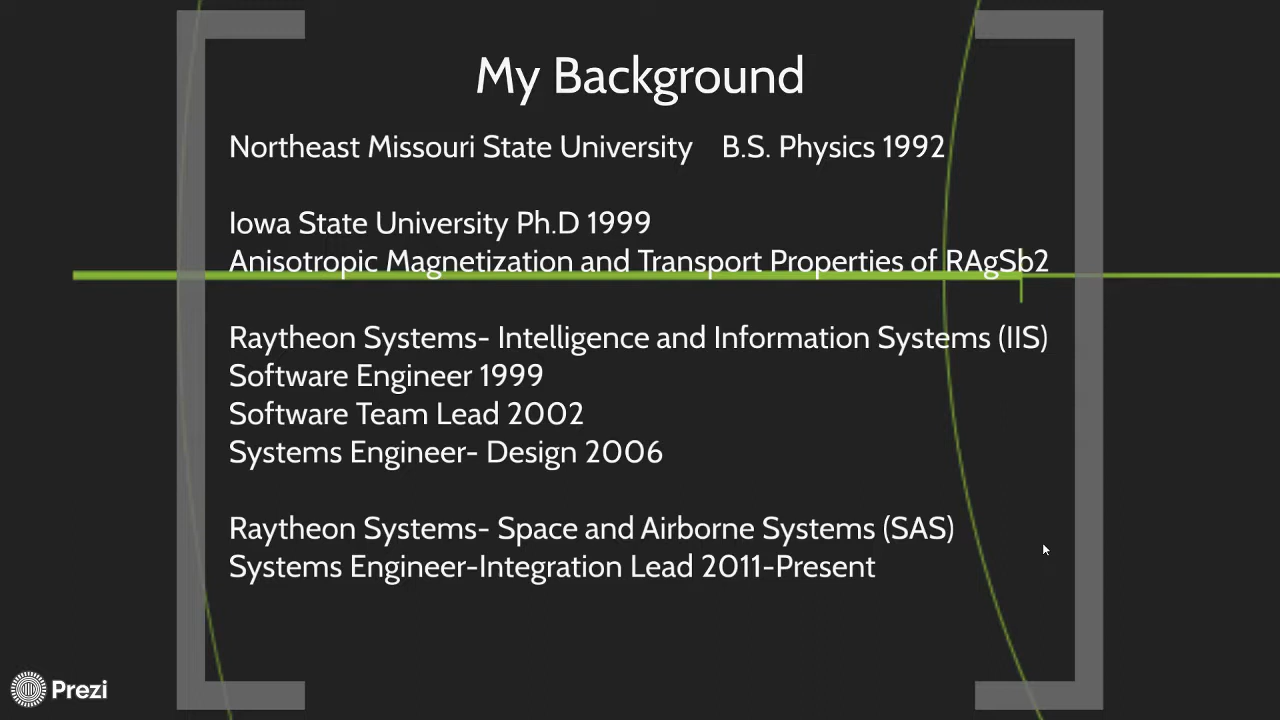 My Background
Northeast Missouri State University B.S. Physics 1992
Iowa State University Ph.D 1999
Anisotropic Magnetization and Transport Properties of RAgSb2
Raytheon Systems- Intelligence and Information Systems (IIS)
Software Engineer 1999
Software Team Lead 2002
Systems Engineer- Design 2006
Raytheon Systems- Space and Airborne Systems (SAS)
Systems Engineer-Integration Lead 2011-Present
Prezi